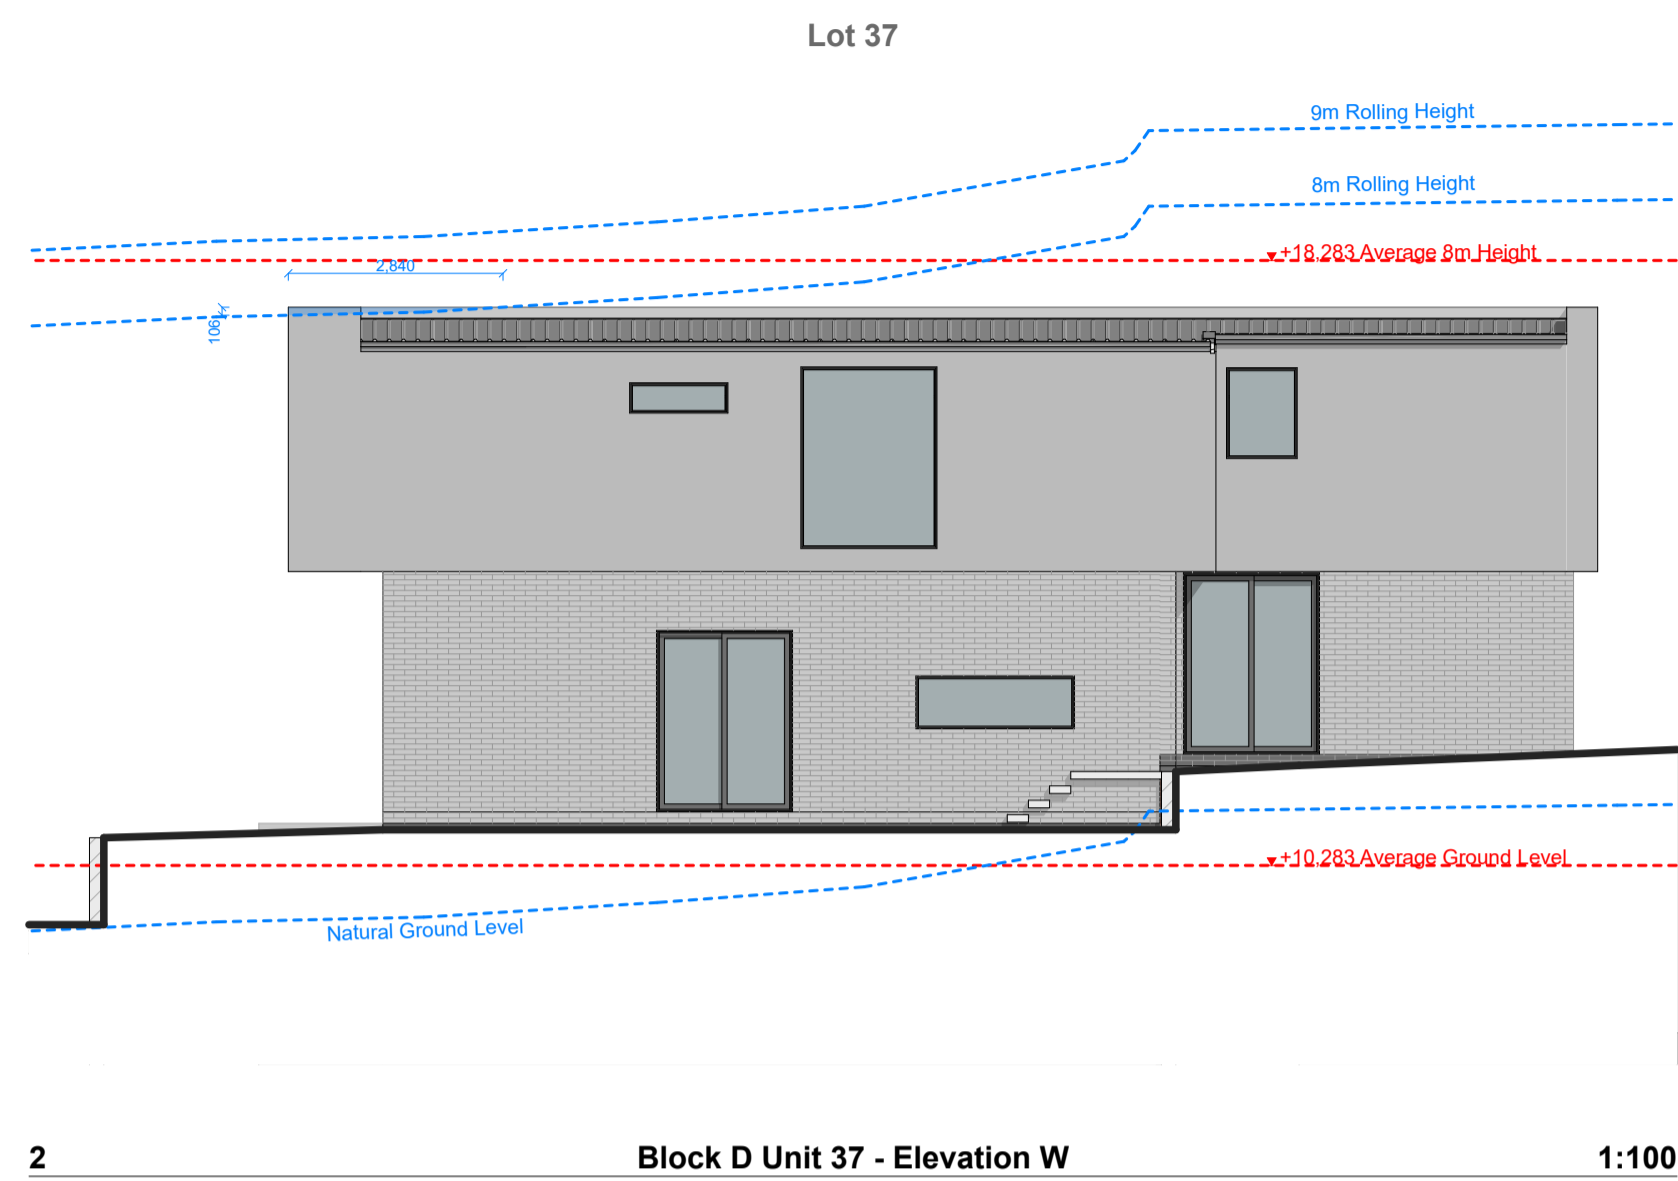 Lot 37
9m Rolling Height
8m Rolling Height
+18,283 Average 8m Height
2,840
106
+10,283 Average Ground Level
Natural Ground Level
2
Block D Unit 37 - Elevation W
1:100